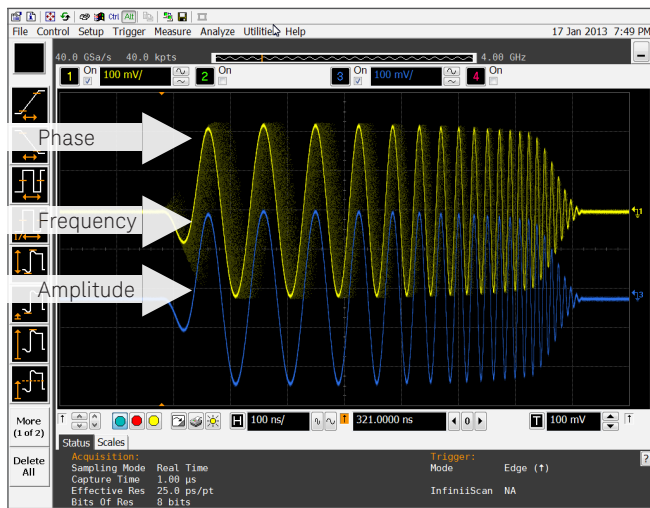 Ctrl Alt
File Control Setup Trigger Measure Analyze Utilities Help 17 Jan 2013 7:49 PM
40.0 GSa/s 40.0 kpts 4.00 GHz
1 On 100 mV/ 2 On 3 On 100 mV/ 4 On
Phase
1
Frequency
Amplitude
3
More
(1 of 2)
H 100 ns/ 321.0000 ns 0 T 100 mV
Delete
All
Status Scales
?
Acquisition: Trigger:
Sampling Mode Real Time Mode Edge (↑)
Capture Time 1.00 µs
Effective Res 25.0 ps/pt InfiniiScan NA
Bits Of Res 8 bits